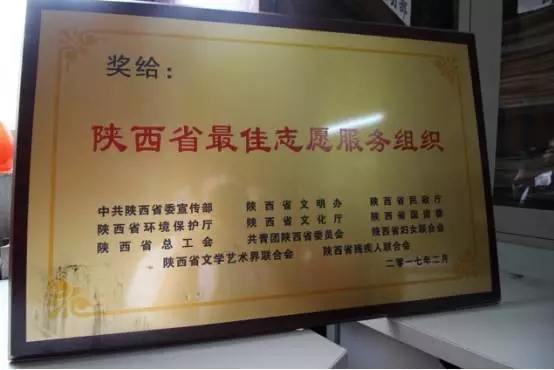 奖给：
陕西省最佳志愿服务组织
中共陕西省委宣传部 陕西省文明办 陕西省民政厅
陕西省环境保护厅 陕西省文化厅 陕西省国资委
陕西省总工会 共青团陕西省委员会 陕西省妇女联合会
陕西省文学艺术界联合会 陕西省残疾人联合会
二零一七年二月